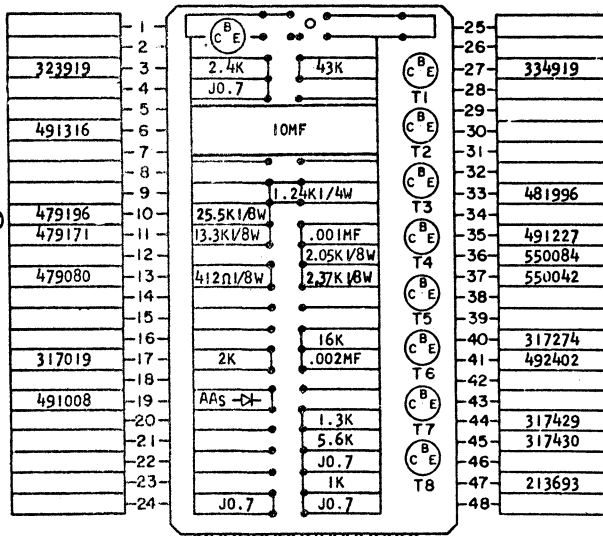 1 25
C B E
2 26
323919 3 2.4K 43K C B E 27 334919
4 J0.7 T1 28
5 29
491316 6 10MF C B E 30
7 T2 31
8 32
9 1.24K1/4W C B E 33 481996
479196 10 25.5K1/8W T3 34
479171 11 13.3K1/8W .001MF C B E 35 491227
12 2.05K1/8W T4 36 550084
479080 13 412Ω1/8W 2.37K1/8W 37 550042
14 C B E 38
15 T5 39
16 16K 40 317274
317019 17 2K .002MF C B E 41 492402
18 T6 42
491008 19 AAs C B E 43
20 1.3K T7 44 317429
21 5.6K 45 317430
22 J0.7 C B E 46
23 1K T8 47 213693
24 J0.7 J0.7 48